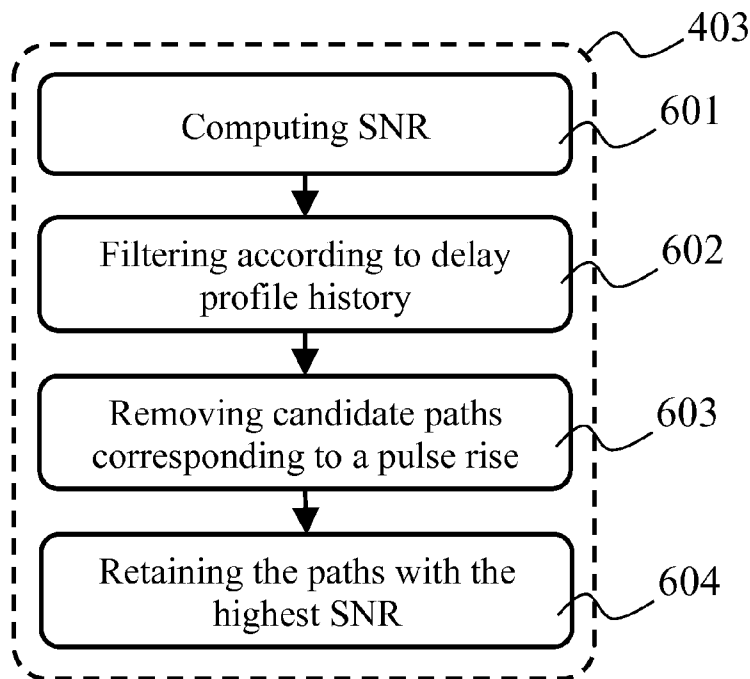 403
Computing SNR
601
Filtering according to delay
profile history
602
Removing candidate paths
corresponding to a pulse rise
603
Retaining the paths with the
highest SNR
604